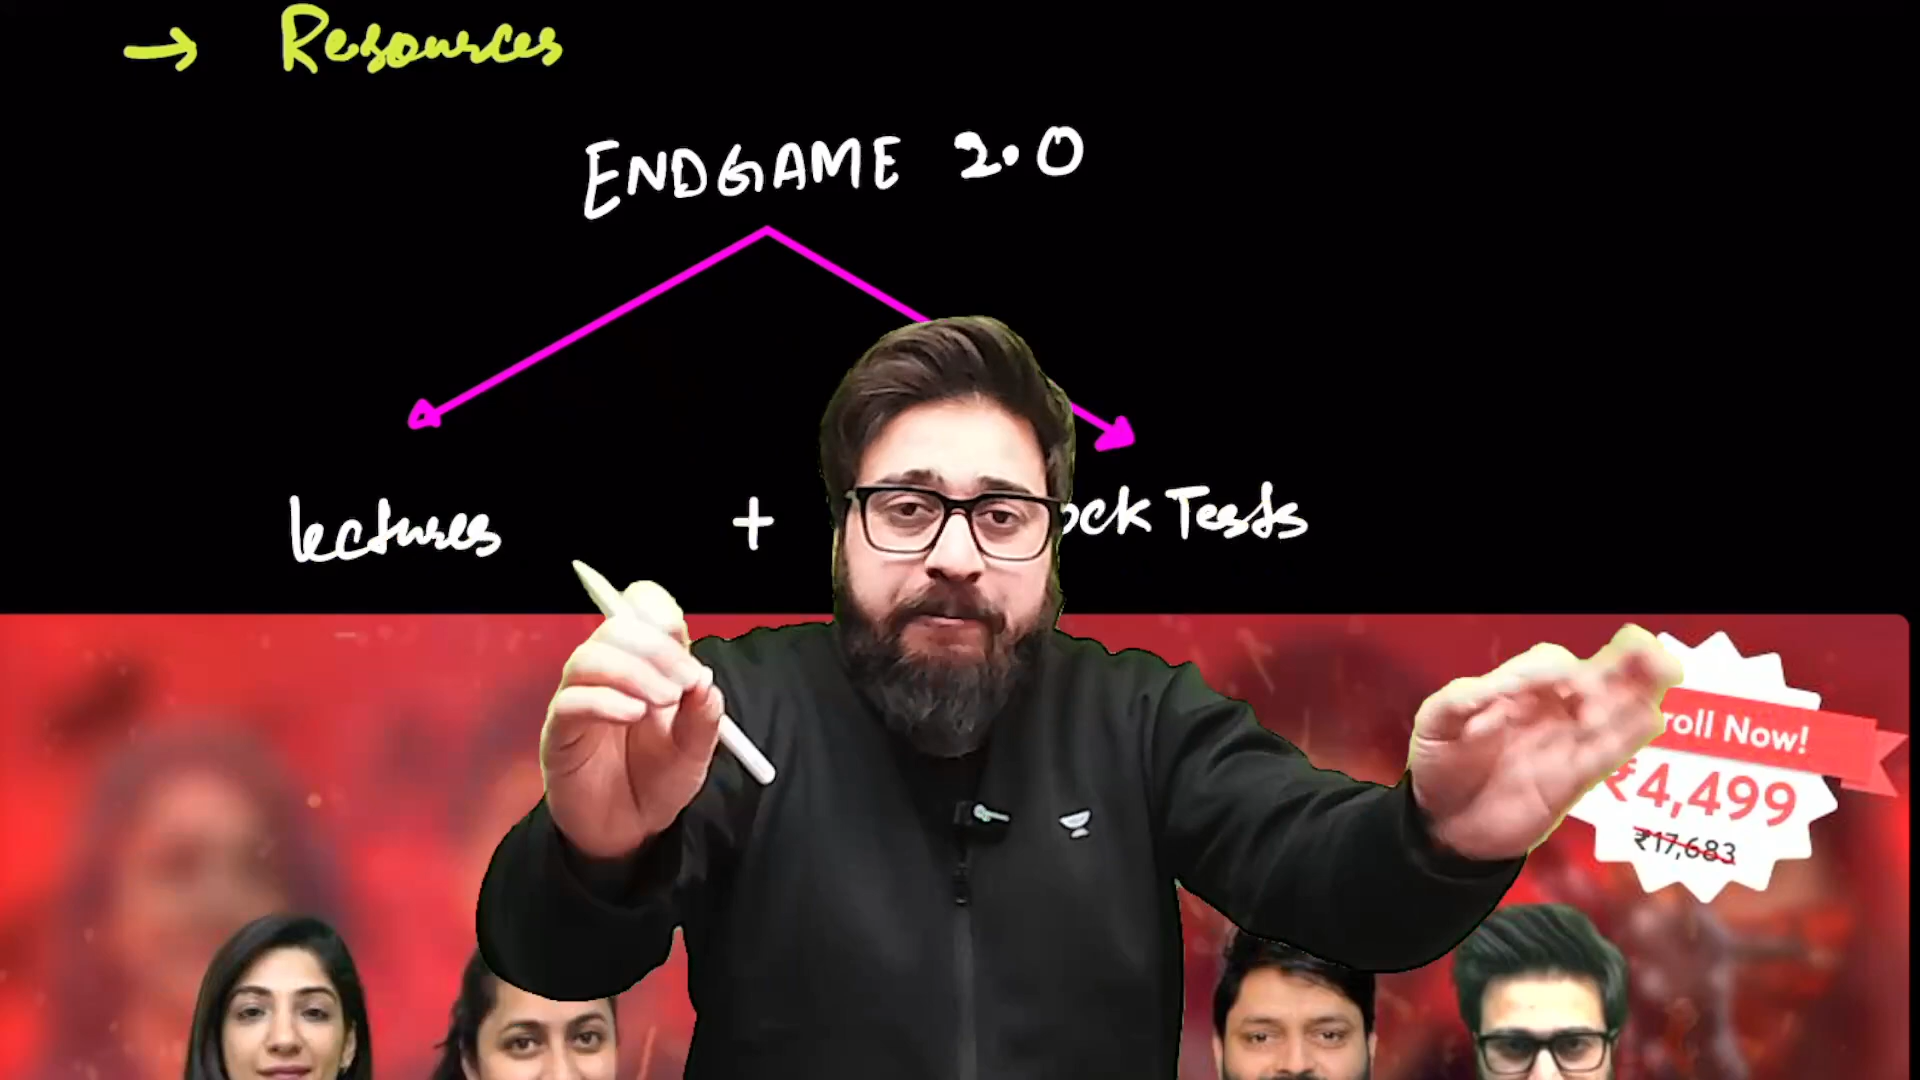 → Resources
ENDGAME 2.0
lectures + ock Tests
roll Now!
₹4,499
₹17,683